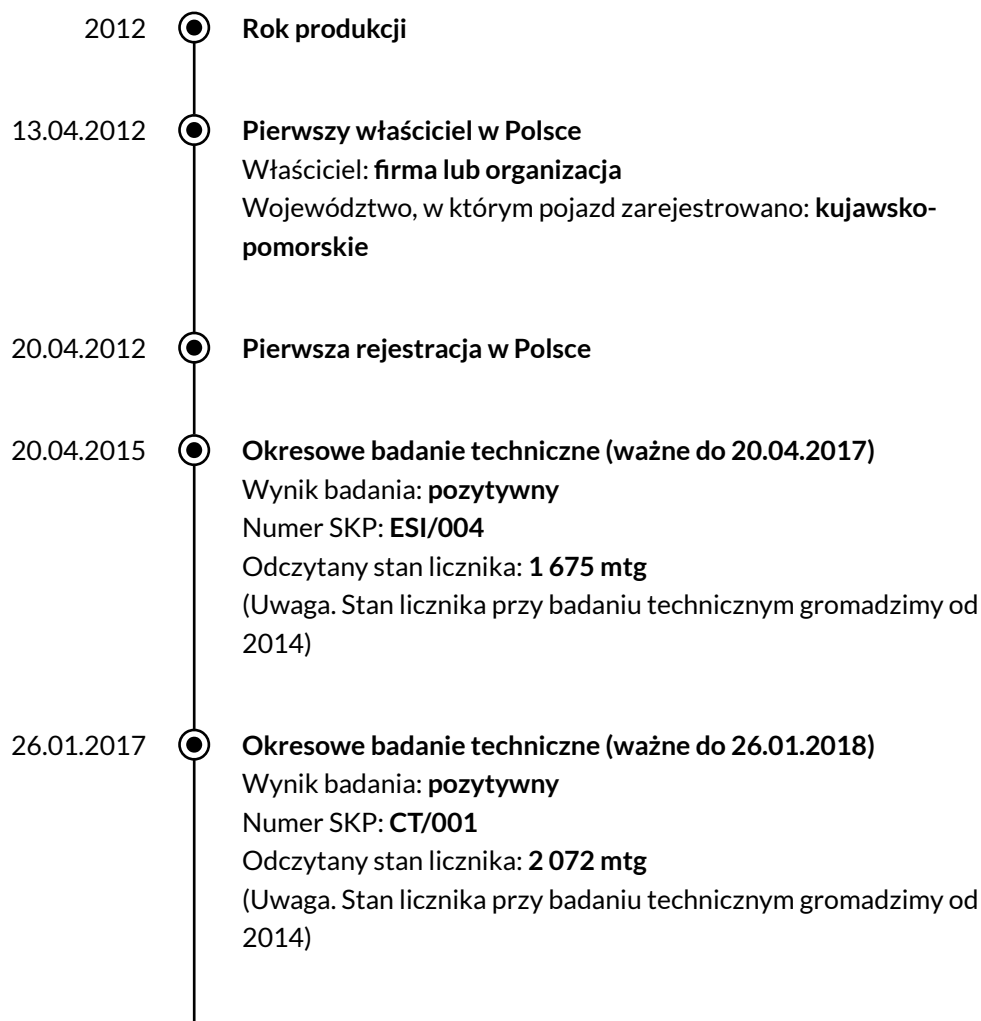 2012 Rok produkcji
13.04.2012 Pierwszy właściciel w Polsce
Właściciel: firma lub organizacja
Województwo, w którym pojazd zarejestrowano: kujawsko-
pomorskie
20.04.2012 Pierwsza rejestracja w Polsce
20.04.2015 Okresowe badanie techniczne (ważne do 20.04.2017)
Wynik badania: pozytywny
Numer SKP: ESI/004
Odczytany stan licznika: 1 675 mtg
(Uwaga. Stan licznika przy badaniu technicznym gromadzimy od
2014)
26.01.2017 Okresowe badanie techniczne (ważne do 26.01.2018)
Wynik badania: pozytywny
Numer SKP: CT/001
Odczytany stan licznika: 2 072 mtg
(Uwaga. Stan licznika przy badaniu technicznym gromadzimy od
2014)